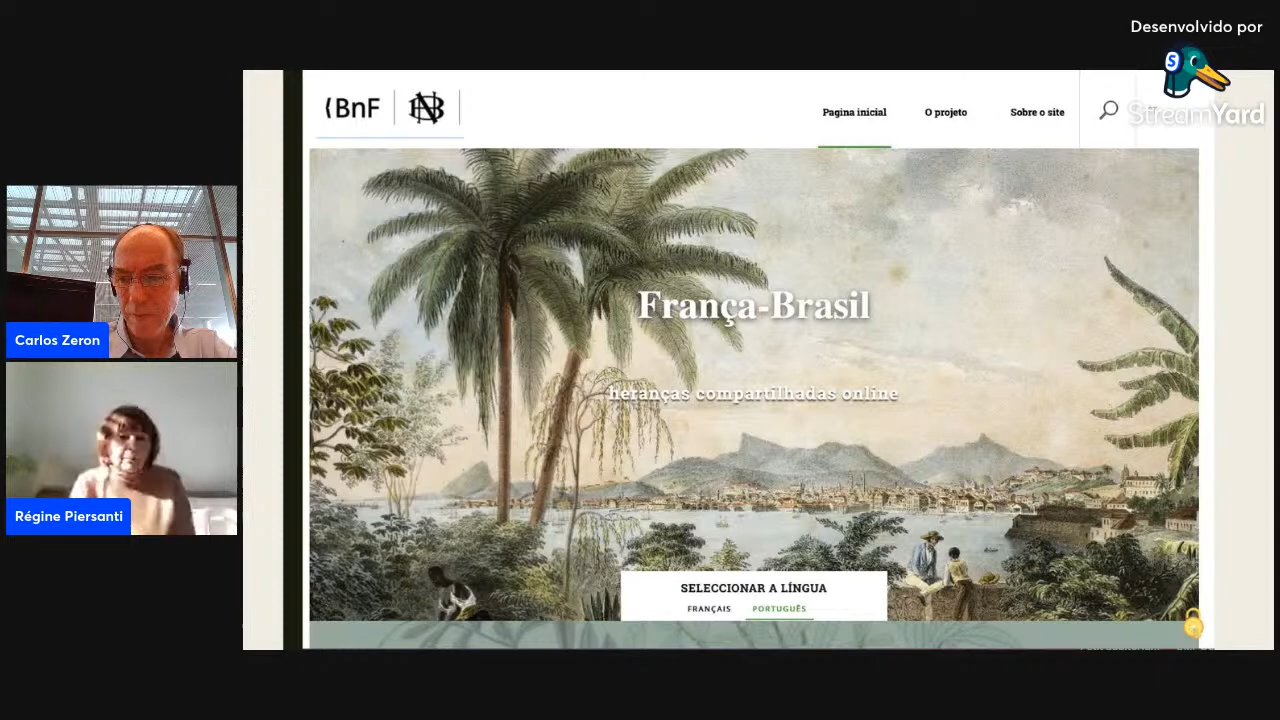 Desenvolvido por
S
StreamYard
BnF
BN
Pagina inicial
O projeto
Sobre o site
França-Brasil
heranças compartilhadas online
SELECCIONAR A LÍNGUA
FRANÇAIS
PORTUGUÊS
Carlos Zeron
Régine Piersanti